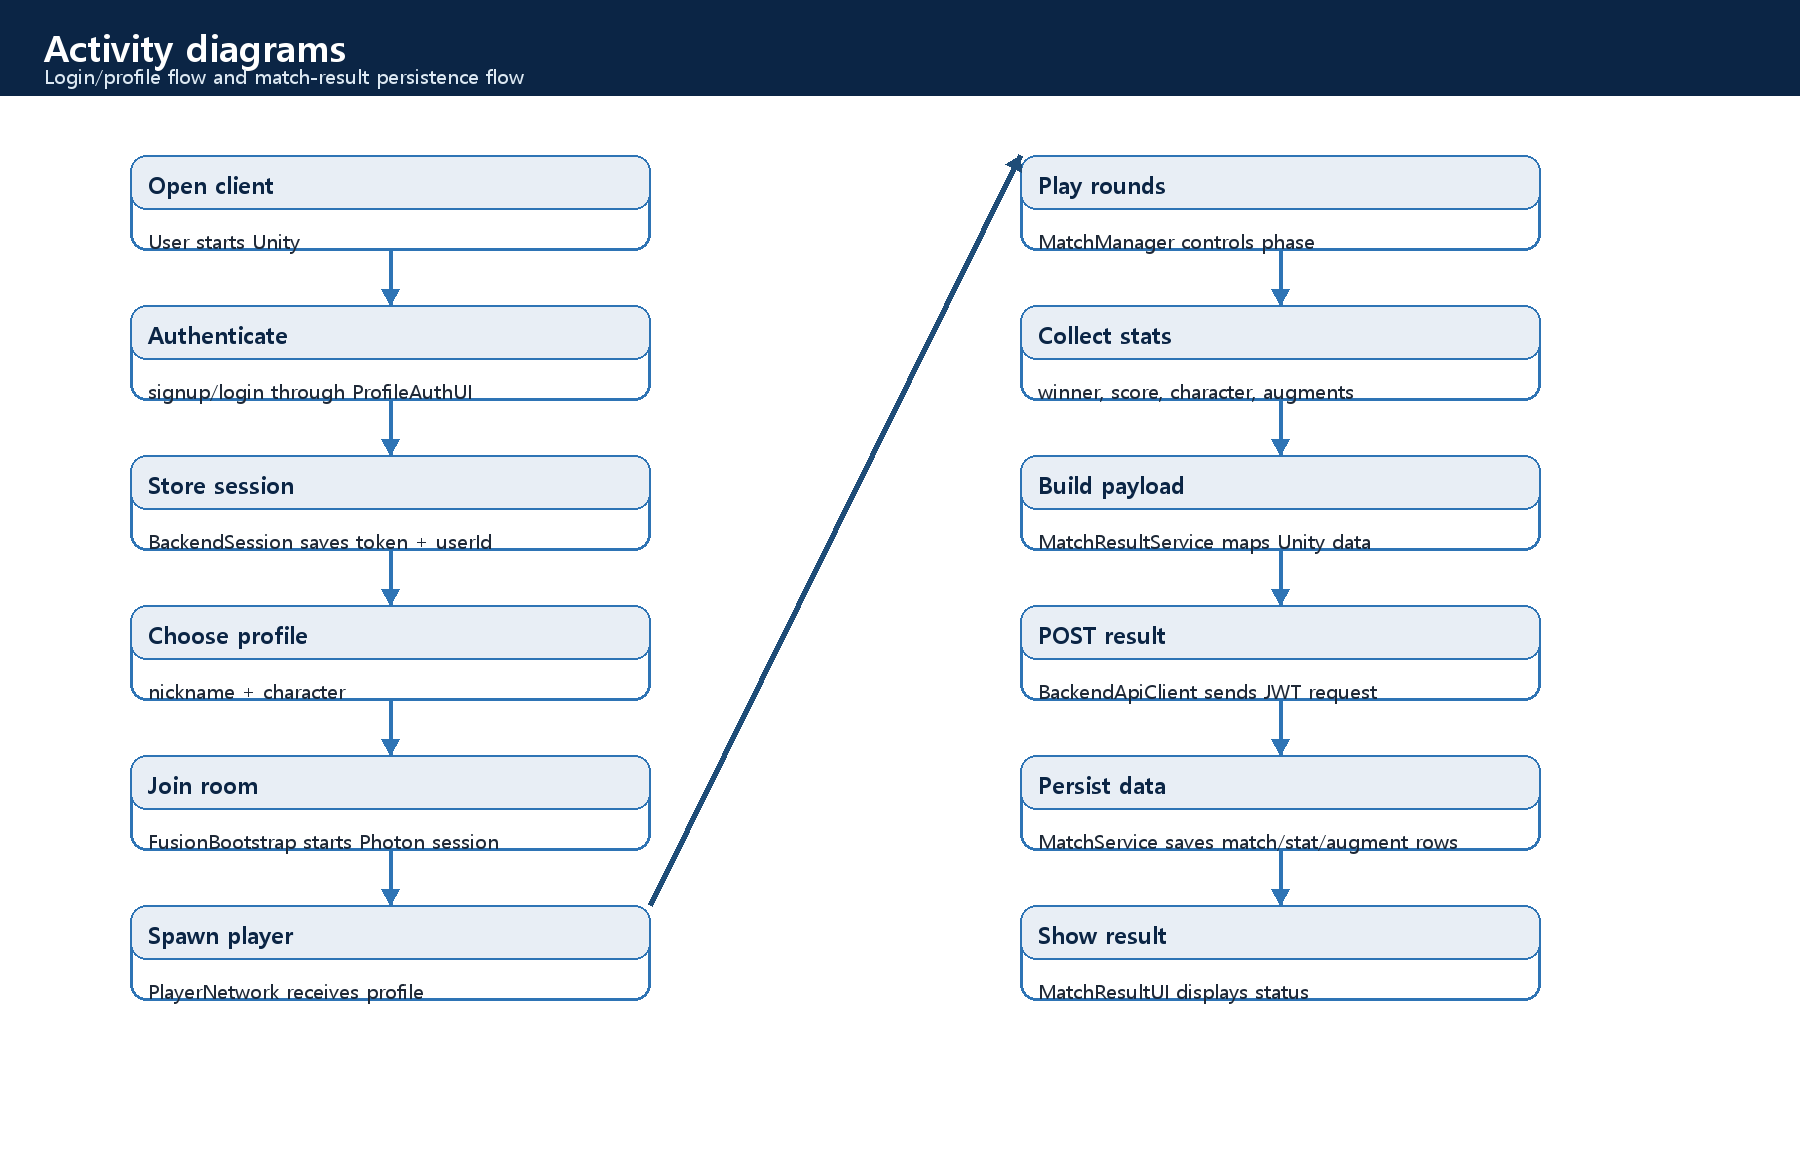 Activity diagrams
Login/profile flow and match-result persistence flow
Open client
User starts Unity
Authenticate
signup/login through ProfileAuthUI
Store session
BackendSession saves token + userId
Choose profile
nickname + character
Join room
FusionBootstrap starts Photon session
Spawn player
PlayerNetwork receives profile
Play rounds
MatchManager controls phase
Collect stats
winner, score, character, augments
Build payload
MatchResultService maps Unity data
POST result
BackendApiClient sends JWT request
Persist data
MatchService saves match/stat/augment rows
Show result
MatchResultUI displays status